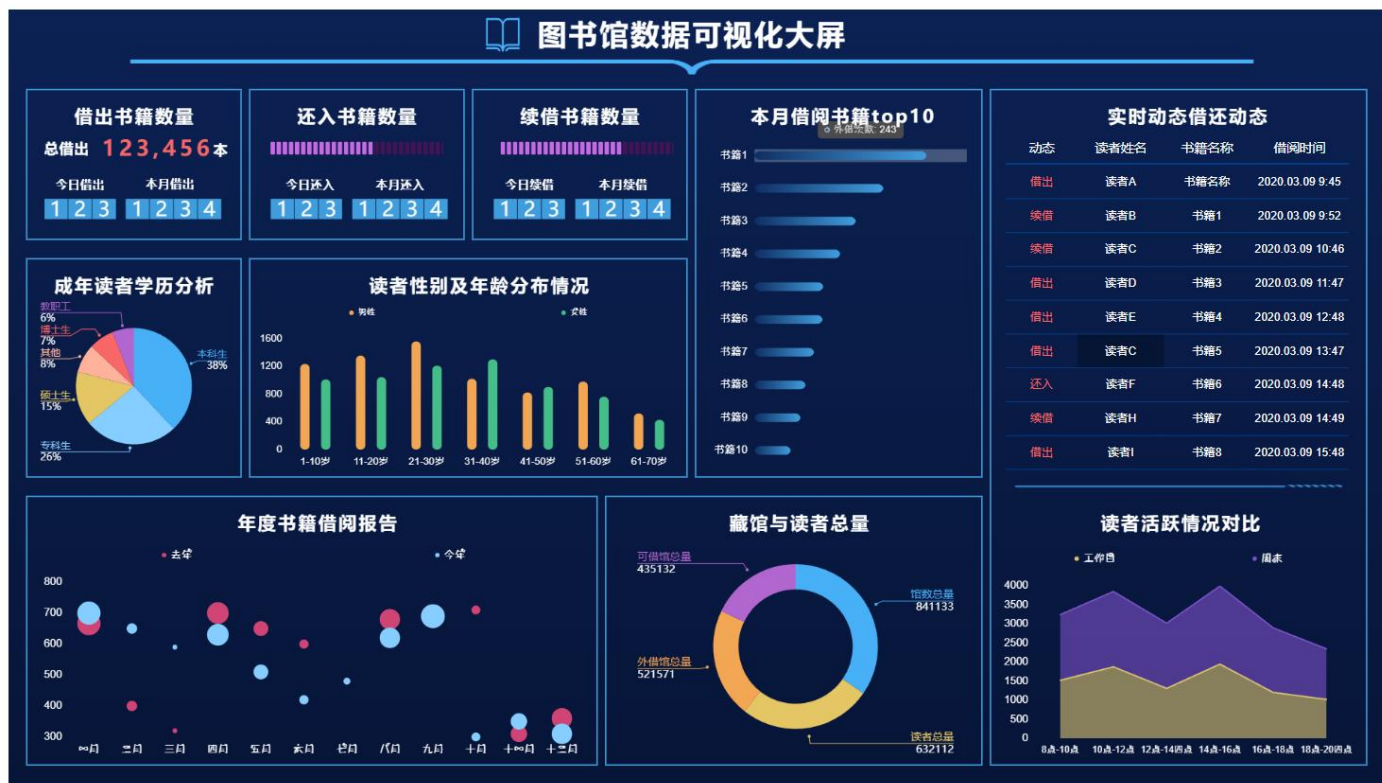 图书馆数据可视化大屏
借出书籍数量
总借出 123,456本
今日借出 本月借出
123 1234
还入书籍数量
今日还入 本月还入
123 1234
续借书籍数量
今日续借 本月续借
123 1234
本月借阅书籍top10
外借次数: 243
书籍1
书籍2
书籍3
书籍4
书籍5
书籍6
书籍7
书籍8
书籍9
书籍10
实时动态借还动态
动态 读者姓名 书籍名称 借阅时间
借出 读者A 书籍名称 2020.03.09 9:45
续借 读者B 书籍1 2020.03.09 9:52
续借 读者C 书籍2 2020.03.09 10:46
借出 读者D 书籍3 2020.03.09 11:47
借出 读者E 书籍4 2020.03.09 12:48
借出 读者C 书籍5 2020.03.09 13:47
还入 读者F 书籍6 2020.03.09 14:48
续借 读者H 书籍7 2020.03.09 14:49
借出 读者I 书籍8 2020.03.09 15:48
成年读者学历分析
教职工
6%
博士生
7%
其他
8%
硕士生
15%
专科生
26%
本科生
38%
读者性别及年龄分布情况
男性 女性
1600
1200
800
400
0
1-10岁 11-20岁 21-30岁 31-40岁 41-50岁 51-60岁 61-70岁
年度书籍借阅报告
去年 今年
800
700
600
500
400
300
一月 二月 三月 四月 五月 六月 七月 八月 九月 十月 十一月 十二月
藏馆与读者总量
可借馆总量
435132
馆数总量
841133
外借馆总量
521571
读者总量
632112
读者活跃情况对比
工作日 周末
4000
3500
3000
2500
2000
1500
1000
500
0
8点-10点 10点-12点 12点-14四点 14点-16点 16点-18点 18点-20四点